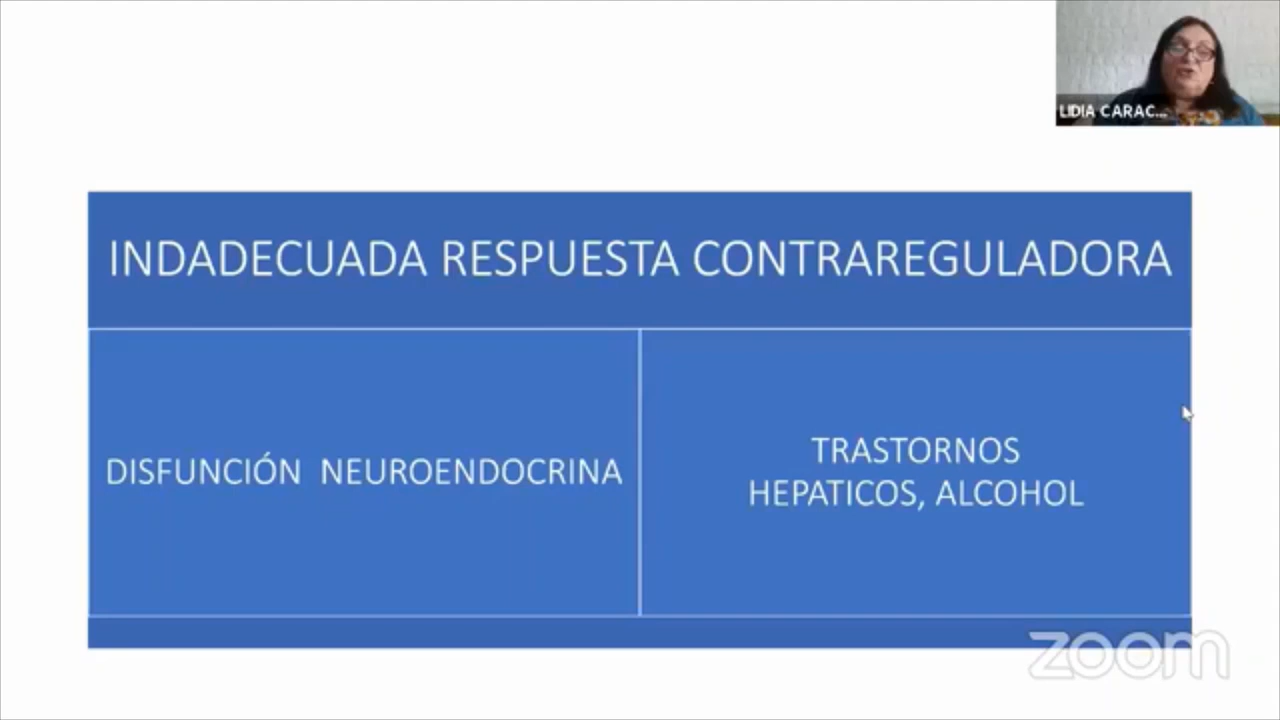 LIDIA CARAC...
INDADECUADA RESPUESTA CONTRAREGULADORA
DISFUNCIÓN NEUROENDOCRINA
TRASTORNOS
HEPATICOS, ALCOHOL
zoom